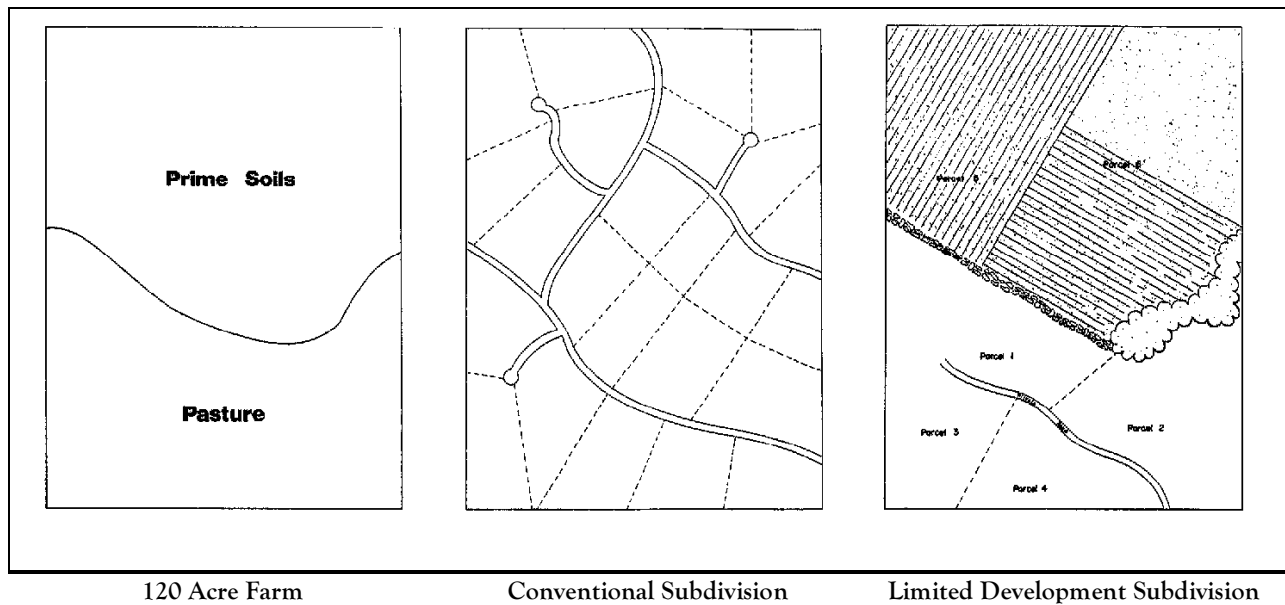 Prime Soils
Pasture
Parcel 5
Parcel 6
Parcel 1
Parcel 2
Parcel 3
Parcel 4
120 Acre Farm
Conventional Subdivision
Limited Development Subdivision